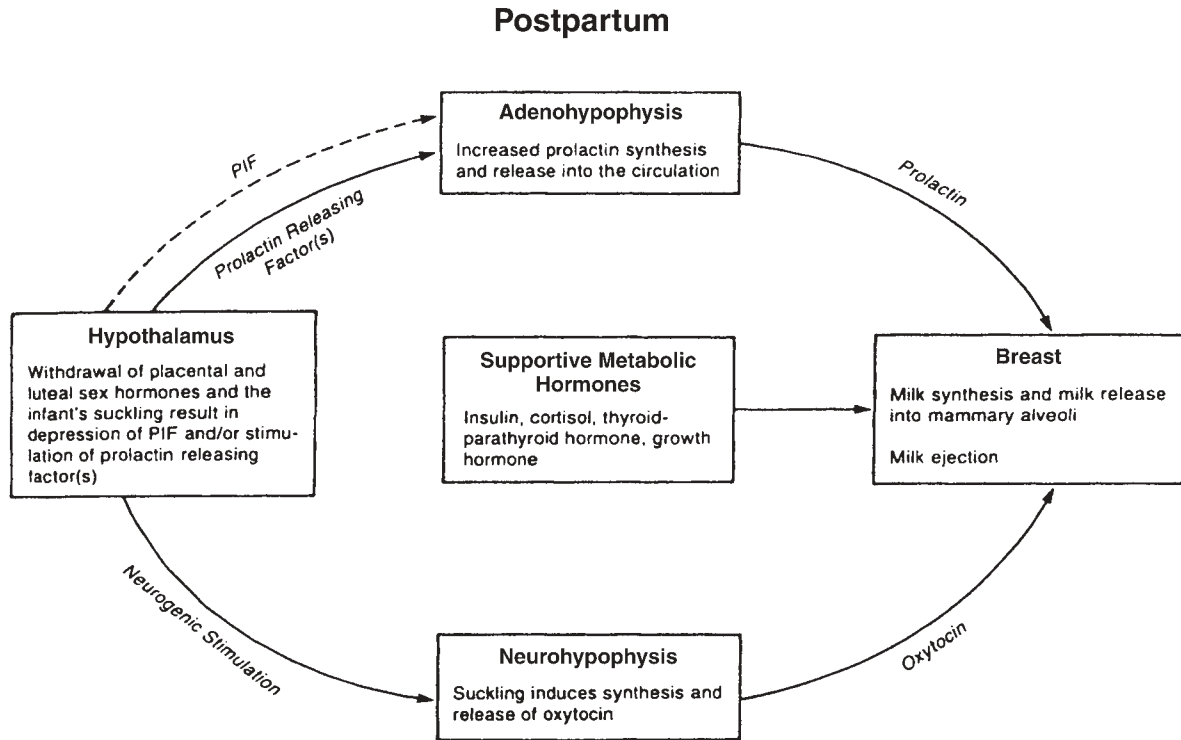 Postpartum
Adenohypophysis
Increased prolactin synthesis
and release into the circulation
PIF
Prolactin Releasing
Factor(s)
Prolactin
Hypothalamus
Withdrawal of placental and
luteal sex hormones and the
infant's suckling result in
depression of PIF and/or stimu-
lation of prolactin releasing
factor(s)
Supportive Metabolic
Hormones
Insulin, cortisol, thyroid-
parathyroid hormone, growth
hormone
Breast
Milk synthesis and milk release
into mammary alveoli
Milk ejection
Neurogenic Stimulation
Neurohypophysis
Suckling induces synthesis and
release of oxytocin
Oxytocin